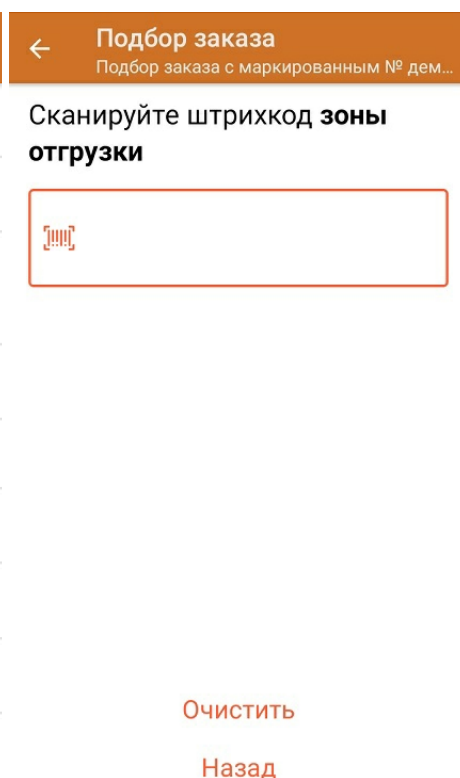 Подбор заказа
Подбор заказа с маркированным № дем...
Сканируйте штрихкод зоны
отгрузки
Очистить
Назад